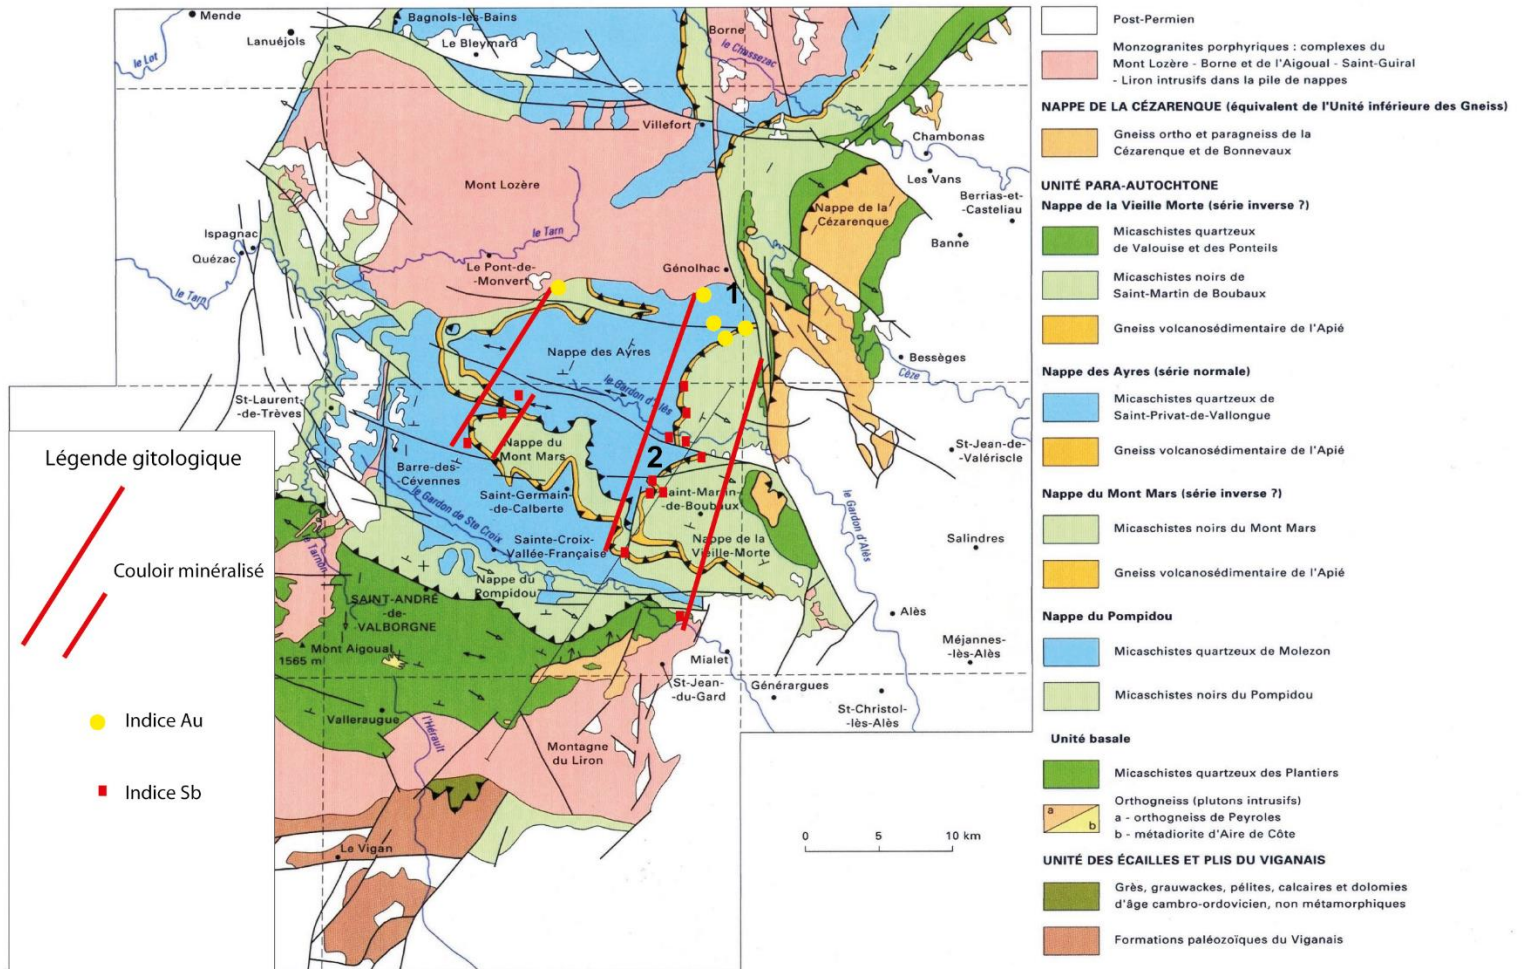 Mende
Bagnols-les-Bains
Lanuéjols
Le Bleymard
Borne
le Chassezac
le Lot
Villefort
Chambonas
Les Vans
Berrias-et-
-Casteliau
Mont Lozère
Nappe de la
Cézarenque
Banne
Ispagnac
Quézac
le Tarn
Le Pont-de-
-Monvert
Génolhac
le Tarn
1
Nappe des Ayres
Bessèges
Cèze
le Gardon d'Alès
St-Laurent-
-de-Trèves
Nappe du
Mont Mars
2
St-Jean-de-
-Valériscle
Barre-des-
-Cévennes
Saint-Germain-
-de-Calberte
Saint-Martin-
-de-Boubaux
le Gardon de Ste Croix
le Gardon d'Alès
Sainte-Croix-
Vallée-Française
Nappe de la
Vieille-Morte
Salindres
le Tarnon
Nappe du
Pompidou
SAINT-ANDRÉ
-de-
-VALBORGNE
Alès
Mont Aigoual
1565 m
Mialet
Méjannes-
-lès-Alès
St-Jean-
-du-Gard
Générargues
St-Christol-
-lès-Alès
Valleraugue
l'Hérault
Montagne
du Liron
Le Vigan
0 5 10 km
Légende gitologique
Couloir minéralisé
Indice Au
Indice Sb
Post-Permien
Monzogranites porphyriques : complexes du
Mont Lozère - Borne et de l'Aigoual - Saint-Guiral
- Liron intrusifs dans la pile de nappes
NAPPE DE LA CÉZARENQUE (équivalent de l'Unité inférieure des Gneiss)
Gneiss ortho et paragneiss de la
Cézarenque et de Bonnevaux
UNITÉ PARA-AUTOCHTONE
Nappe de la Vieille Morte (série inverse ?)
Micaschistes quartzeux
de Valouise et des Ponteils
Micaschistes noirs de
Saint-Martin de Boubaux
Gneiss volcanosédimentaire de l'Apié
Nappe des Ayres (série normale)
Micaschistes quartzeux de
Saint-Privat-de-Vallongue
Gneiss volcanosédimentaire de l'Apié
Nappe du Mont Mars (série inverse ?)
Micaschistes noirs du Mont Mars
Gneiss volcanosédimentaire de l'Apié
Nappe du Pompidou
Micaschistes quartzeux de Molezon
Micaschistes noirs du Pompidou
Unité basale
Micaschistes quartzeux des Plantiers
a
b
Orthogneiss (plutons intrusifs)
a - orthogneiss de Peyroles
b - métadiorite d'Aire de Côte
UNITÉ DES ÉCAILLES ET PLIS DU VIGANAIS
Grès, grauwackes, pélites, calcaires et dolomies
d'âge cambro-ordovicien, non métamorphiques
Formations paléozoïques du Viganais